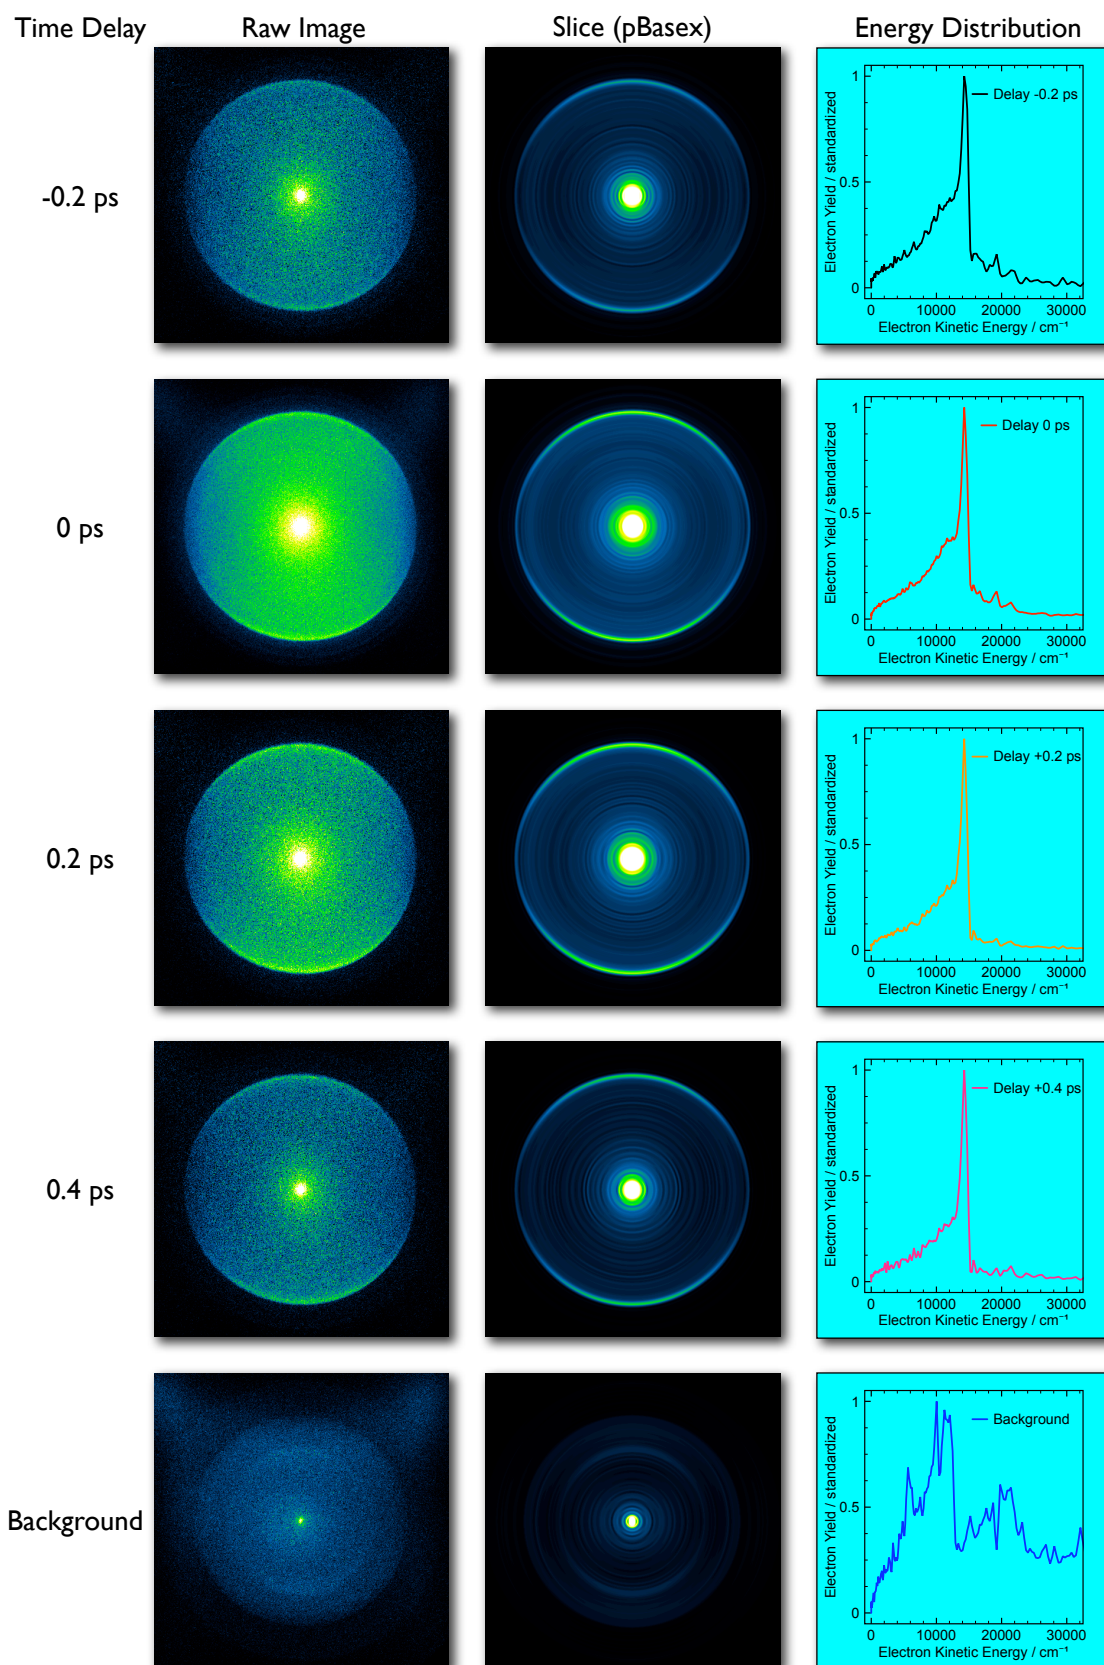 Time Delay Raw Image Slice (pBasex) Energy Distribution
-0.2 ps
Electron Yield / standardized
1
0.5
0
Delay -0.2 ps
0 10000 20000 30000
Electron Kinetic Energy / cm⁻¹
0 ps
Electron Yield / standardized
1
0.5
0
Delay 0 ps
0 10000 20000 30000
Electron Kinetic Energy / cm⁻¹
0.2 ps
Electron Yield / standardized
1
0.5
0
Delay +0.2 ps
0 10000 20000 30000
Electron Kinetic Energy / cm⁻¹
0.4 ps
Electron Yield / standardized
1
0.5
0
Delay +0.4 ps
0 10000 20000 30000
Electron Kinetic Energy / cm⁻¹
Background
Electron Yield / standardized
1
0.5
0
Background
0 10000 20000 30000
Electron Kinetic Energy / cm⁻¹